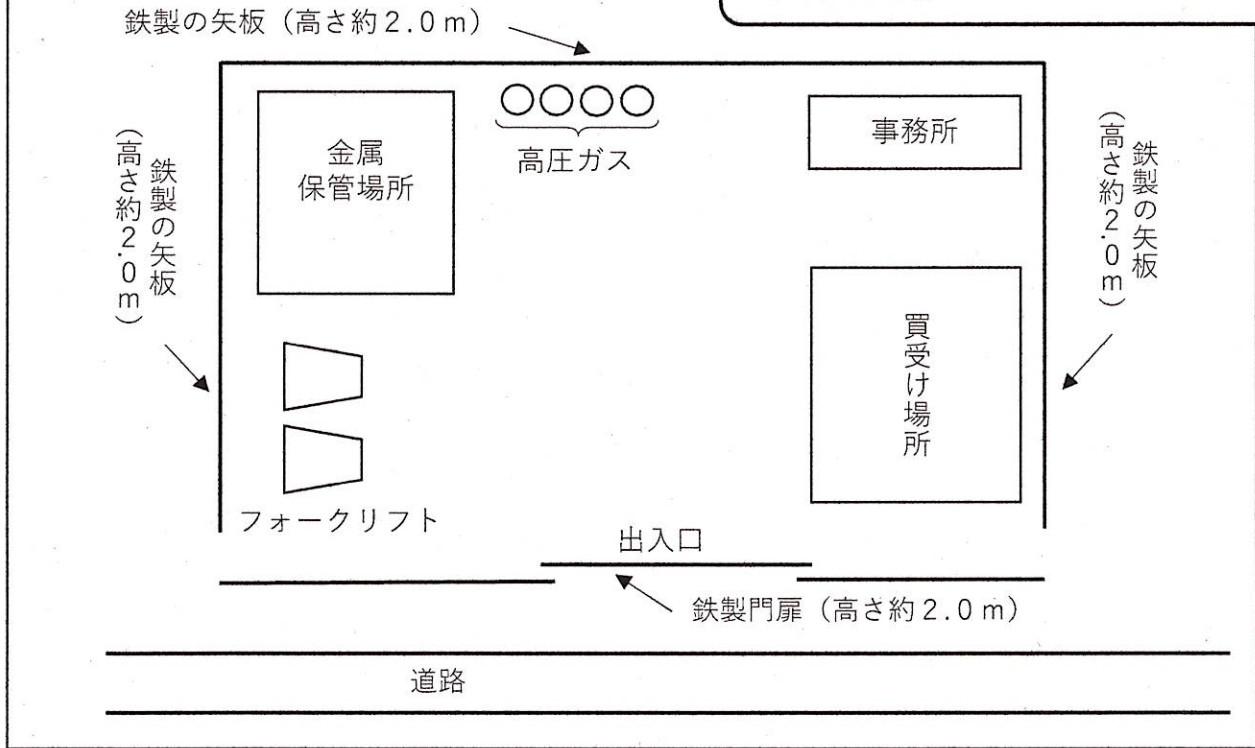 鉄製の矢板（高さ約２.０ｍ）
鉄製の矢板
（高さ約２.０ｍ）
金属
保管場所
高圧ガス
事務所
鉄製の矢板
（高さ約２.０ｍ）
買受け場所
フォークリフト
出入口
鉄製門扉（高さ約２.０ｍ）
道路